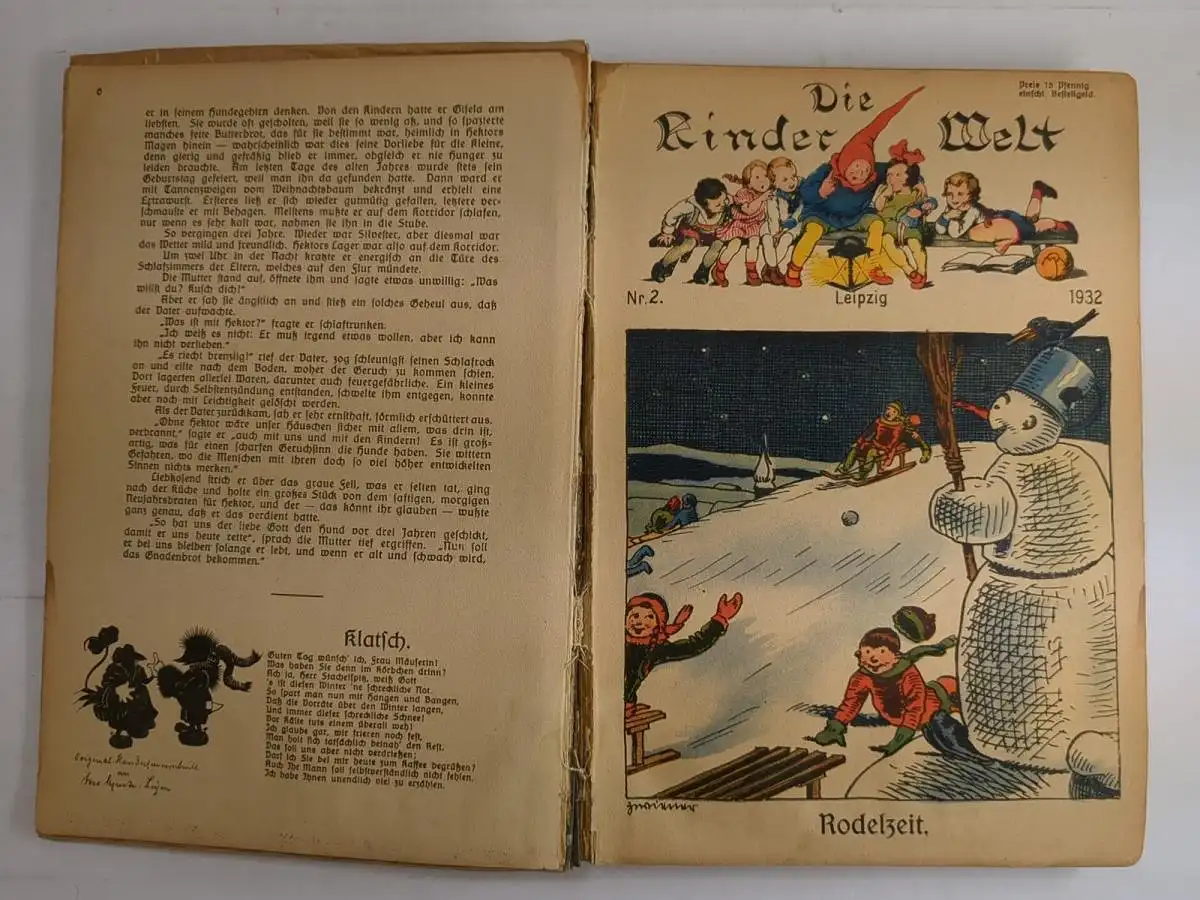 6
er in seinem Hundegehirn denken. Von den Kindern hatte er Gisela am
liebsten. Sie wurde oft gescholten, weil sie so wenig aß, und so spazierte
manches fette Butterbrot, das für sie bestimmt war, heimlich in Hektors
Magen hinein — wahrscheinlich war dies seine Vorliebe für die Kleine,
denn gierig und gefräßig blieb er immer, obgleich er nie Hunger zu
leiden brauchte. Am letzten Tage des alten Jahres wurde stets sein
Geburtstag gefeiert, weil man ihn da gefunden hatte. Dann ward er
mit Tannenzweigen vom Weihnachtsbaum bekränzt und erhielt eine
Extrawurst. Ersteres ließ er sich wieder gutmütig gefallen, letztere ver-
schmauste er mit Behagen. Meistens mußte er auf dem Korridor schlafen,
nur wenn es sehr kalt war, nahmen sie ihn in die Stube.
So vergingen drei Jahre. Wieder war Silvester, aber diesmal war
das Wetter mild und freundlich. Hektors Lager war also auf dem Korridor.
Um zwei Uhr in der Nacht kratzte er energisch an die Türe des
Schlafzimmers der Eltern, welches auf den Flur mündete.
Die Mutter stand auf, öffnete ihm und sagte etwas unwillig: „Was
willst du? Kusch dich!“
Aber er sah sie ängstlich an und stieß ein solches Geheul aus, daß
der Vater aufwachte.
„Was ist mit Hektor?“ fragte er schlaftrunken.
„Ich weiß es nicht: Er muß irgend etwas wollen, aber ich kann
ihn nicht verstehen.“
„Es riecht brenzlig!“ rief der Vater, zog schleunigst seinen Schlafrock
an und eilte nach dem Boden, woher der Geruch zu kommen schien.
Dort lagerten allerlei Waren, darunter auch feuergefährliche. Ein kleines
Feuer, durch Selbstentzündung entstanden, schwelte ihm entgegen, konnte
aber noch mit Leichtigkeit gelöscht werden.
Als der Vater zurückkam, sah er sehr ernsthaft, förmlich erschüttert aus.
„Ohne Hektor wäre unser Häuschen sicher mit allem, was drin ist,
verbrannt,“ sagte er „auch mit uns und mit den Kindern! Es ist groß-
artig, was für einen scharfen Geruchsinn die Hunde haben. Sie wittern
Gefahren, wo die Menschen mit ihren doch so viel höher entwickelten
Sinnen nichts merken.“
Liebkosend strich er über das graue Fell, was er selten tat, ging
nach der Küche und holte ein großes Stück von dem saftigen, morgigen
Neujahrsbraten für Hektor, und der — das könnt ihr glauben — wußte
ganz genau, daß er das verdient hatte.
„So hat uns der liebe Gott den Hund vor drei Jahren geschickt,
damit er uns heute rette“, sprach die Mutter tief ergriffen. „Nun soll
er bei uns bleiben solange er lebt, und wenn er alt und schwach wird,
das Gnadenbrot bekommen.“
Klatsch.
Guten Tag wünsch' ich, Frau Mäuserin!
Was haben Sie denn im Körbchen drin?
Ach ja, Herr Stachelspitz, weiß Gott
's ist diesen Winter 'ne schreckliche Not.
So spart man nun mit Hangen und Bangen,
Daß die Vorräte über den Winter langen,
Und immer dieser schreckliche Schnee!
Vor Kälte tuts einem überall weh!
Ich glaube gar, wir frieren noch fest,
Man holt sich tatsächlich beinah' den Rest.
Das soll uns aber nicht verdrießen;
Darf ich Sie bei mir heute zum Kaffee begrüßen?
Auch Ihr Mann soll selbstverständlich nicht fehlen,
Ich habe Ihnen unendlich viel zu erzählen.
Original
Die
Kinder Welt
Preis 15 Pfennig
einschl. Bestellgeld.
Nr. 2.
Leipzig
1932
Zwiener
Rodelzeit.